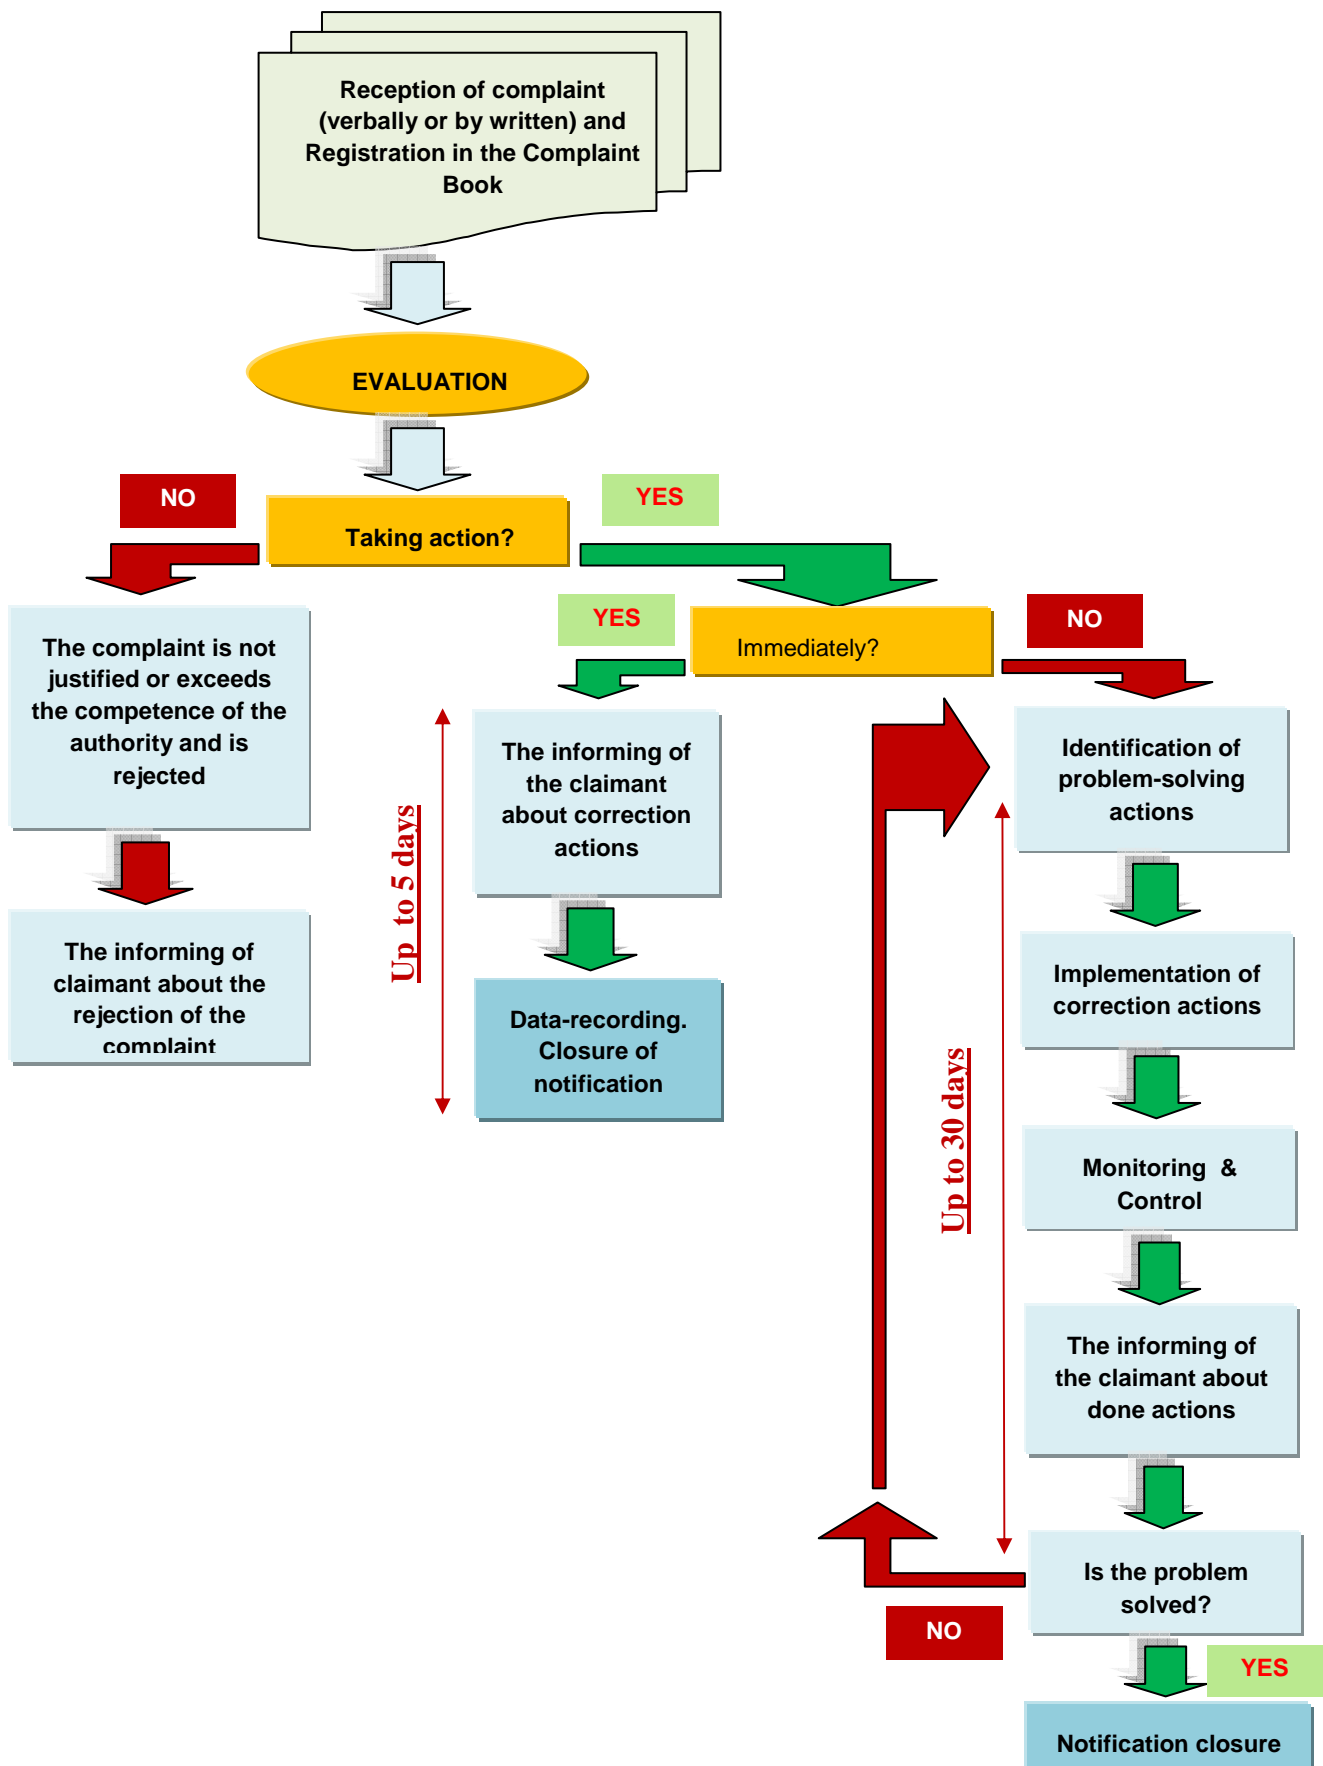 Reception of complaint
(verbally or by written) and
Registration in the Complaint
Book
EVALUATION
NO
YES
Taking action?
YES
NO
Immediately?
The complaint is not
justified or exceeds
the competence of the
authority and is
rejected
The informing of
claimant about the
rejection of the
complaint
Up to 5 days
The informing of
the claimant
about correction
actions
Data-recording.
Closure of
notification
Up to 30 days
Identification of
problem-solving
actions
Implementation of
correction actions
Monitoring &
Control
The informing of
the claimant about
done actions
Is the problem
solved?
NO
YES
Notification closure